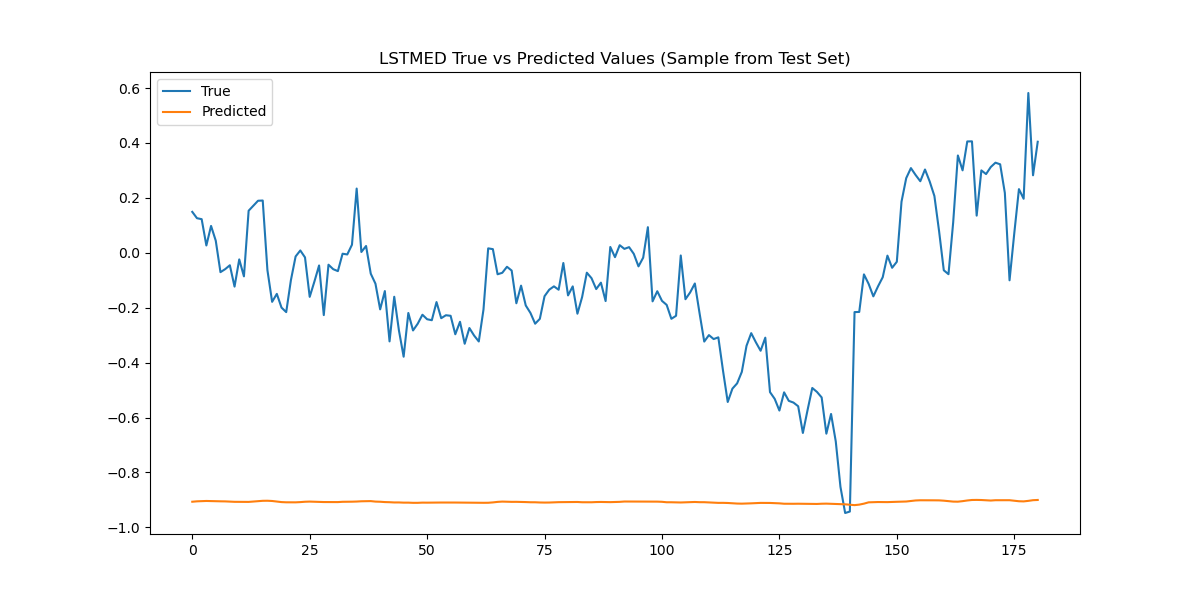 LSTMED True vs Predicted Values (Sample from Test Set)
True
Predicted
0.6
0.4
0.2
0.0
−0.2
−0.4
−0.6
−0.8
−1.0
0 25 50 75 100 125 150 175